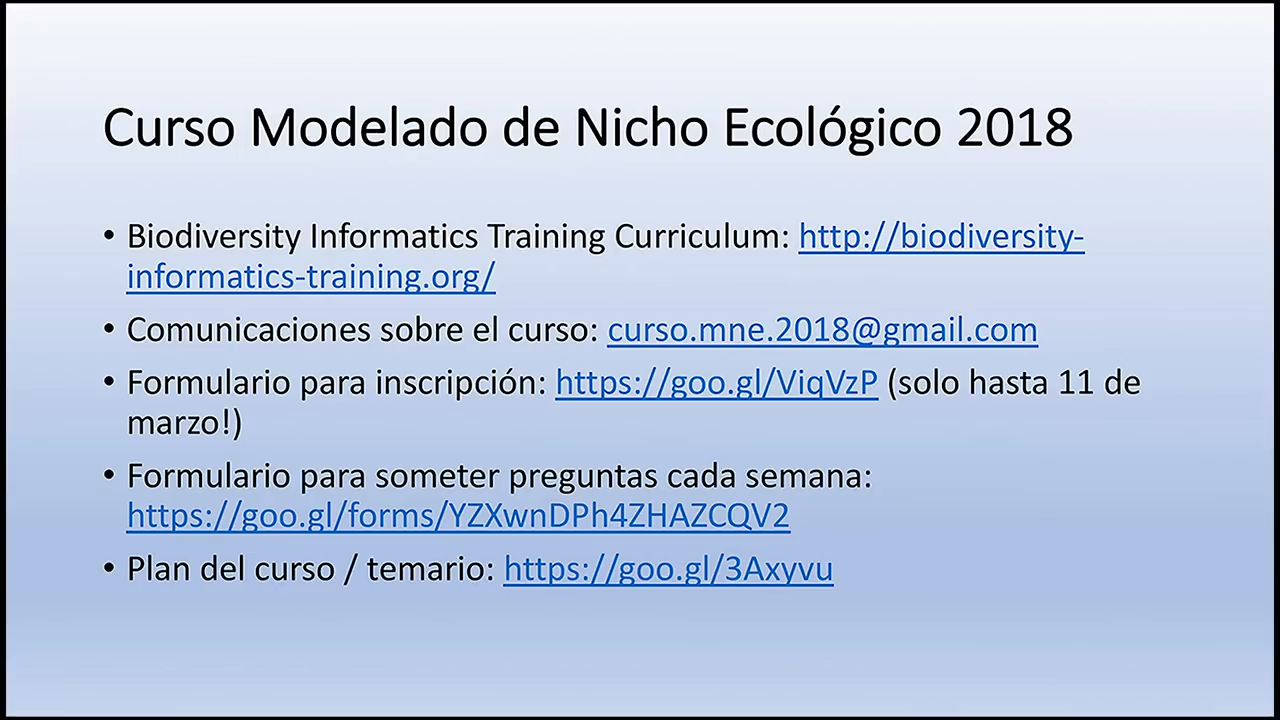 Curso Modelado de Nicho Ecológico 2018
• Biodiversity Informatics Training Curriculum: http://biodiversity-
informatics-training.org/
• Comunicaciones sobre el curso: curso.mne.2018@gmail.com
• Formulario para inscripción: https://goo.gl/ViqVzP (solo hasta 11 de
marzo!)
• Formulario para someter preguntas cada semana:
https://goo.gl/forms/YZXwnDPh4ZHAZCQV2
• Plan del curso / temario: https://goo.gl/3Axyvu